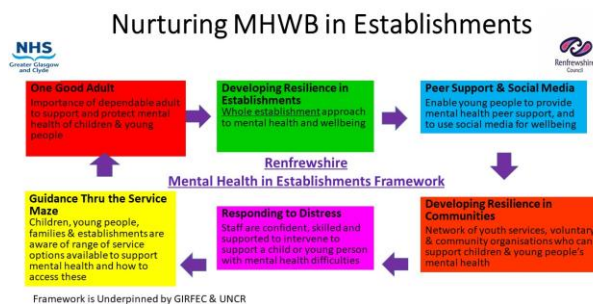 Nurturing MHWB in Establishments
NHS
Greater Glasgow
and Clyde
Renfrewshire
Council
One Good Adult
Importance of dependable adult
to support and protect mental
health of children & young
people
Developing Resilience in
Establishments
Whole establishment approach
to mental health and wellbeing
Peer Support & Social Media
Enable young people to provide
mental health peer support, and
to use social media for wellbeing
Renfrewshire
Mental Health in Establishments Framework
Guidance Thru the Service
Maze
Children, young people,
families & establishments are
aware of range of service
options available to support
mental health and how to
access these
Responding to Distress
Staff are confident, skilled and
supported to intervene to
support a child or young person
with mental health difficulties
Developing Resilience in
Communities
Network of youth services, voluntary
& community organisations who can
support children & young people's
mental health
Framework is Underpinned by GIRFEC & UNCR